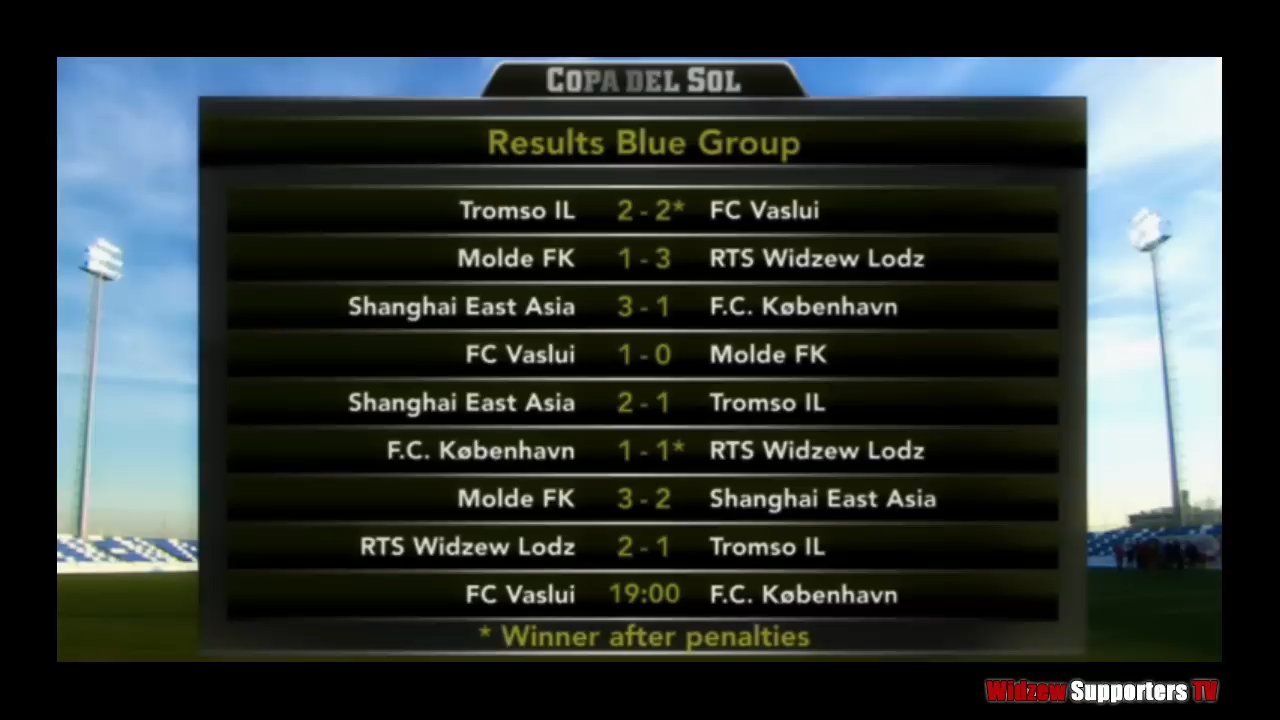 COPA DEL SOL
Results Blue Group
Tromso IL 2 - 2* FC Vaslui
Molde FK 1 - 3 RTS Widzew Lodz
Shanghai East Asia 3 - 1 F.C. København
FC Vaslui 1 - 0 Molde FK
Shanghai East Asia 2 - 1 Tromso IL
F.C. København 1 - 1* RTS Widzew Lodz
Molde FK 3 - 2 Shanghai East Asia
RTS Widzew Lodz 2 - 1 Tromso IL
FC Vaslui 19:00 F.C. København
* Winner after penalties
Widzew Supporters TV